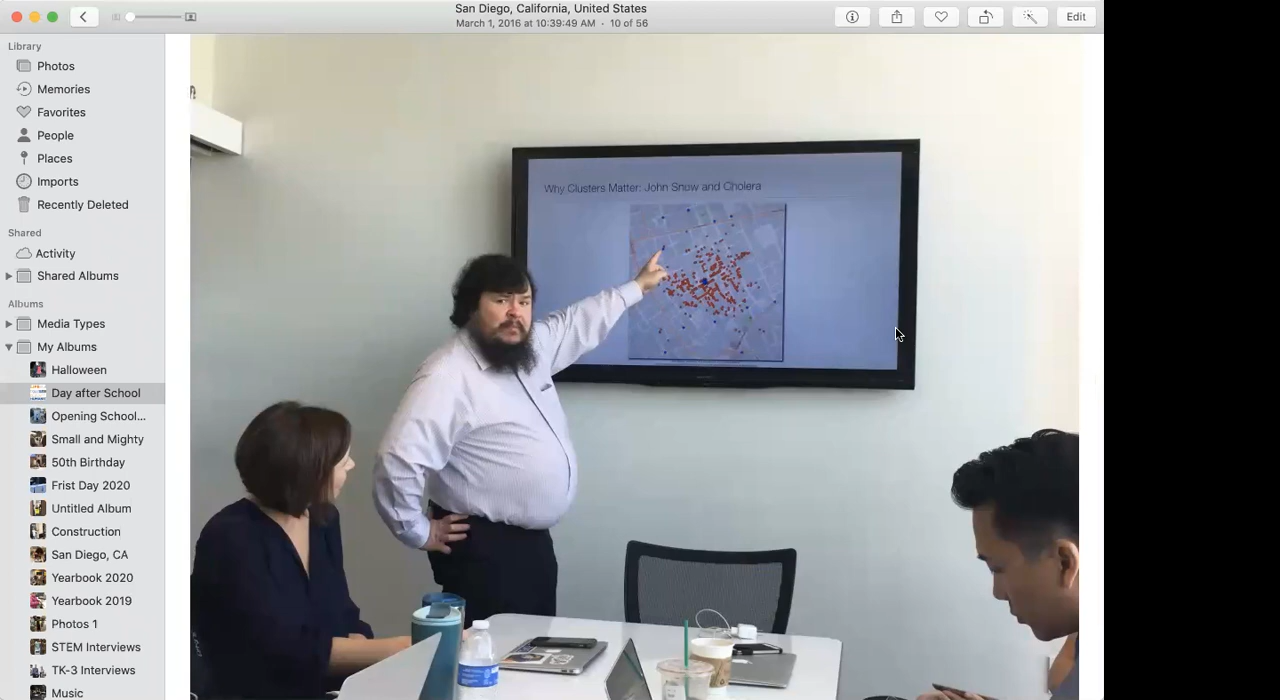 San Diego, California, United States
March 1, 2016 at 10:39:49 AM · 10 of 56
Edit
Library
Photos
Memories
Favorites
People
Places
Imports
Recently Deleted
Shared
Activity
Shared Albums
Albums
Media Types
My Albums
Halloween
Day after School
Opening School...
Small and Mighty
50th Birthday
Frist Day 2020
Untitled Album
Construction
San Diego, CA
Yearbook 2020
Yearbook 2019
Photos 1
STEM Interviews
TK-3 Interviews
Music
Why Clusters Matter: John Snow and Cholera